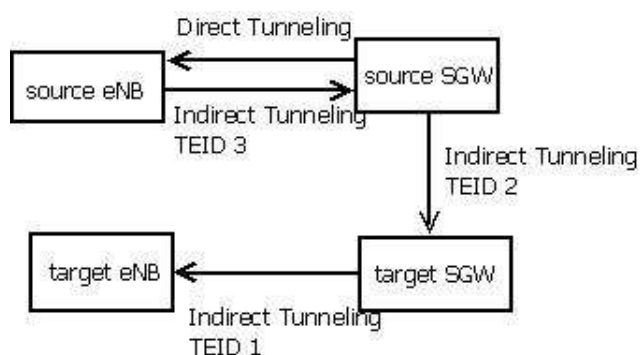 Direct Tunneling
source eNB
source SGW
Indirect Tunneling
TEID 3
Indirect Tunneling
TEID 2
target eNB
target SGW
Indirect Tunneling
TEID 1